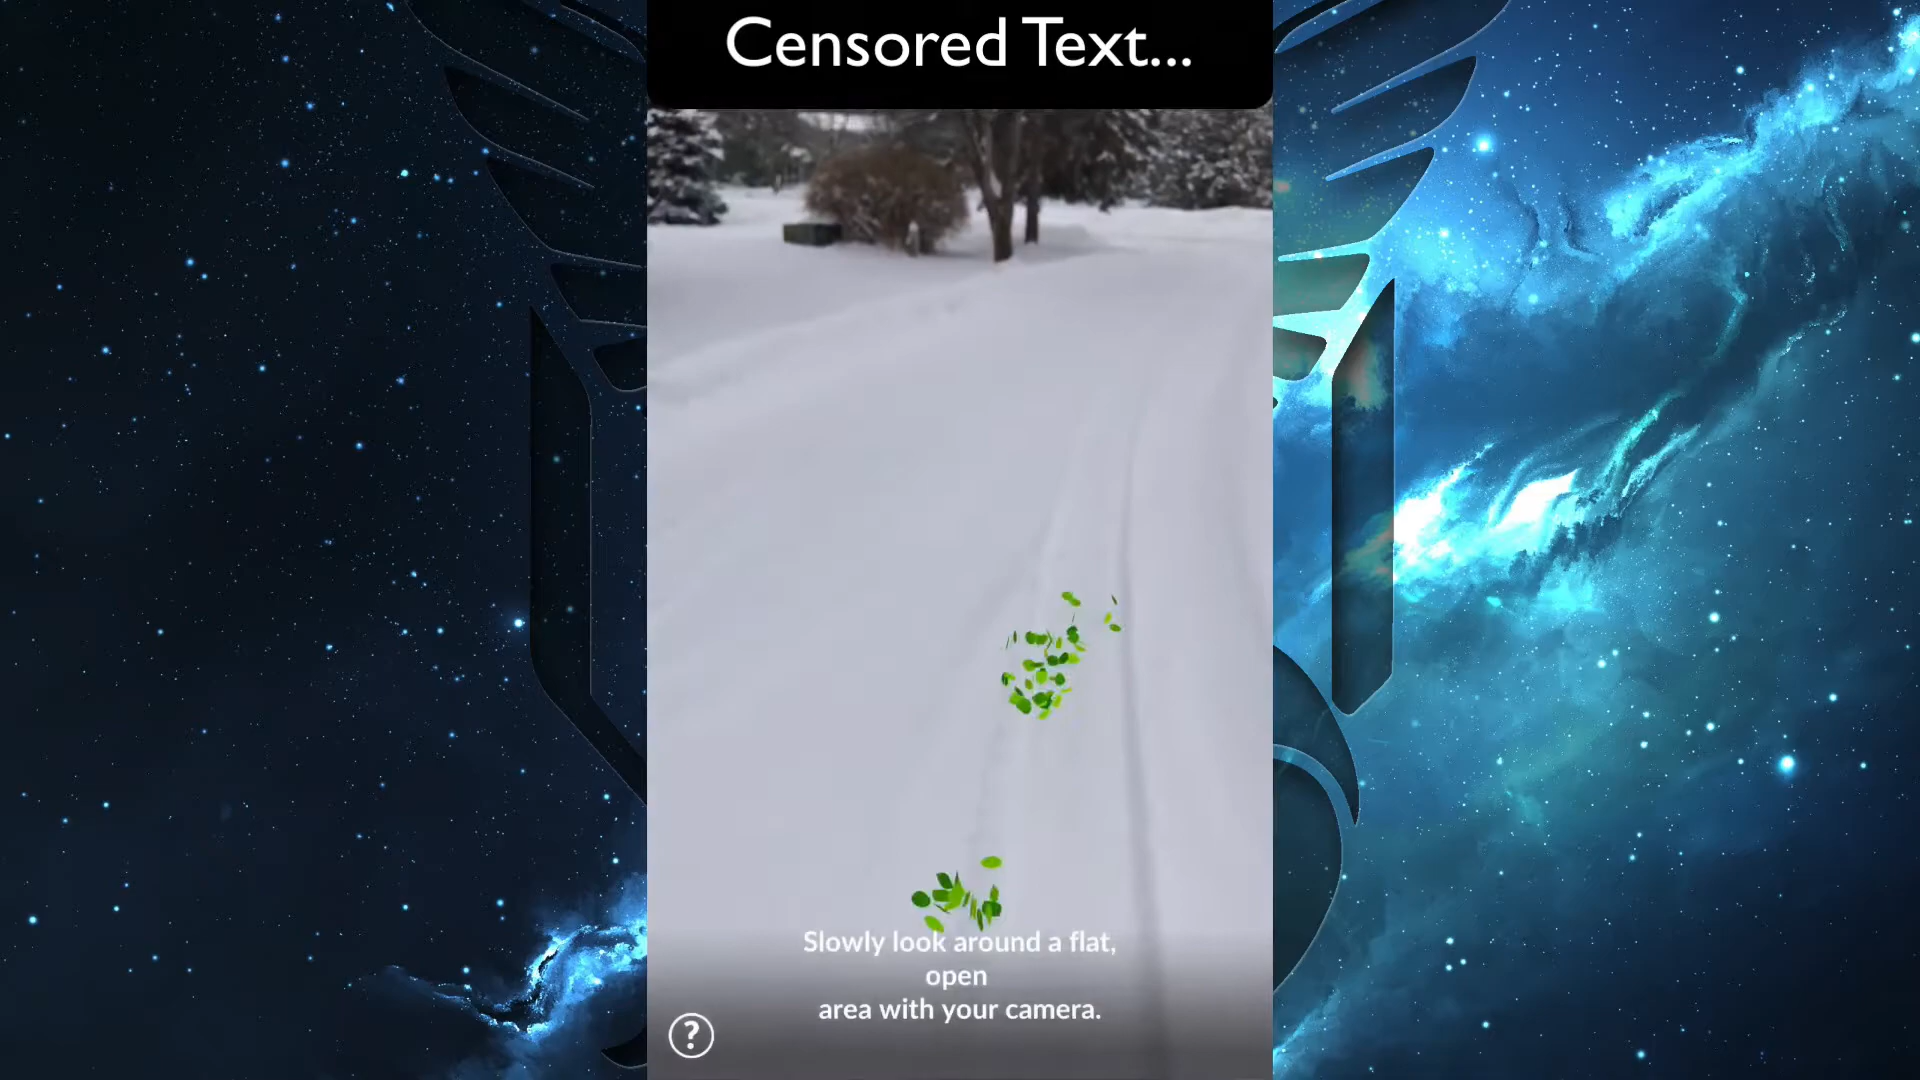 Censored Text...
Slowly look around a flat,
open
area with your camera.
?